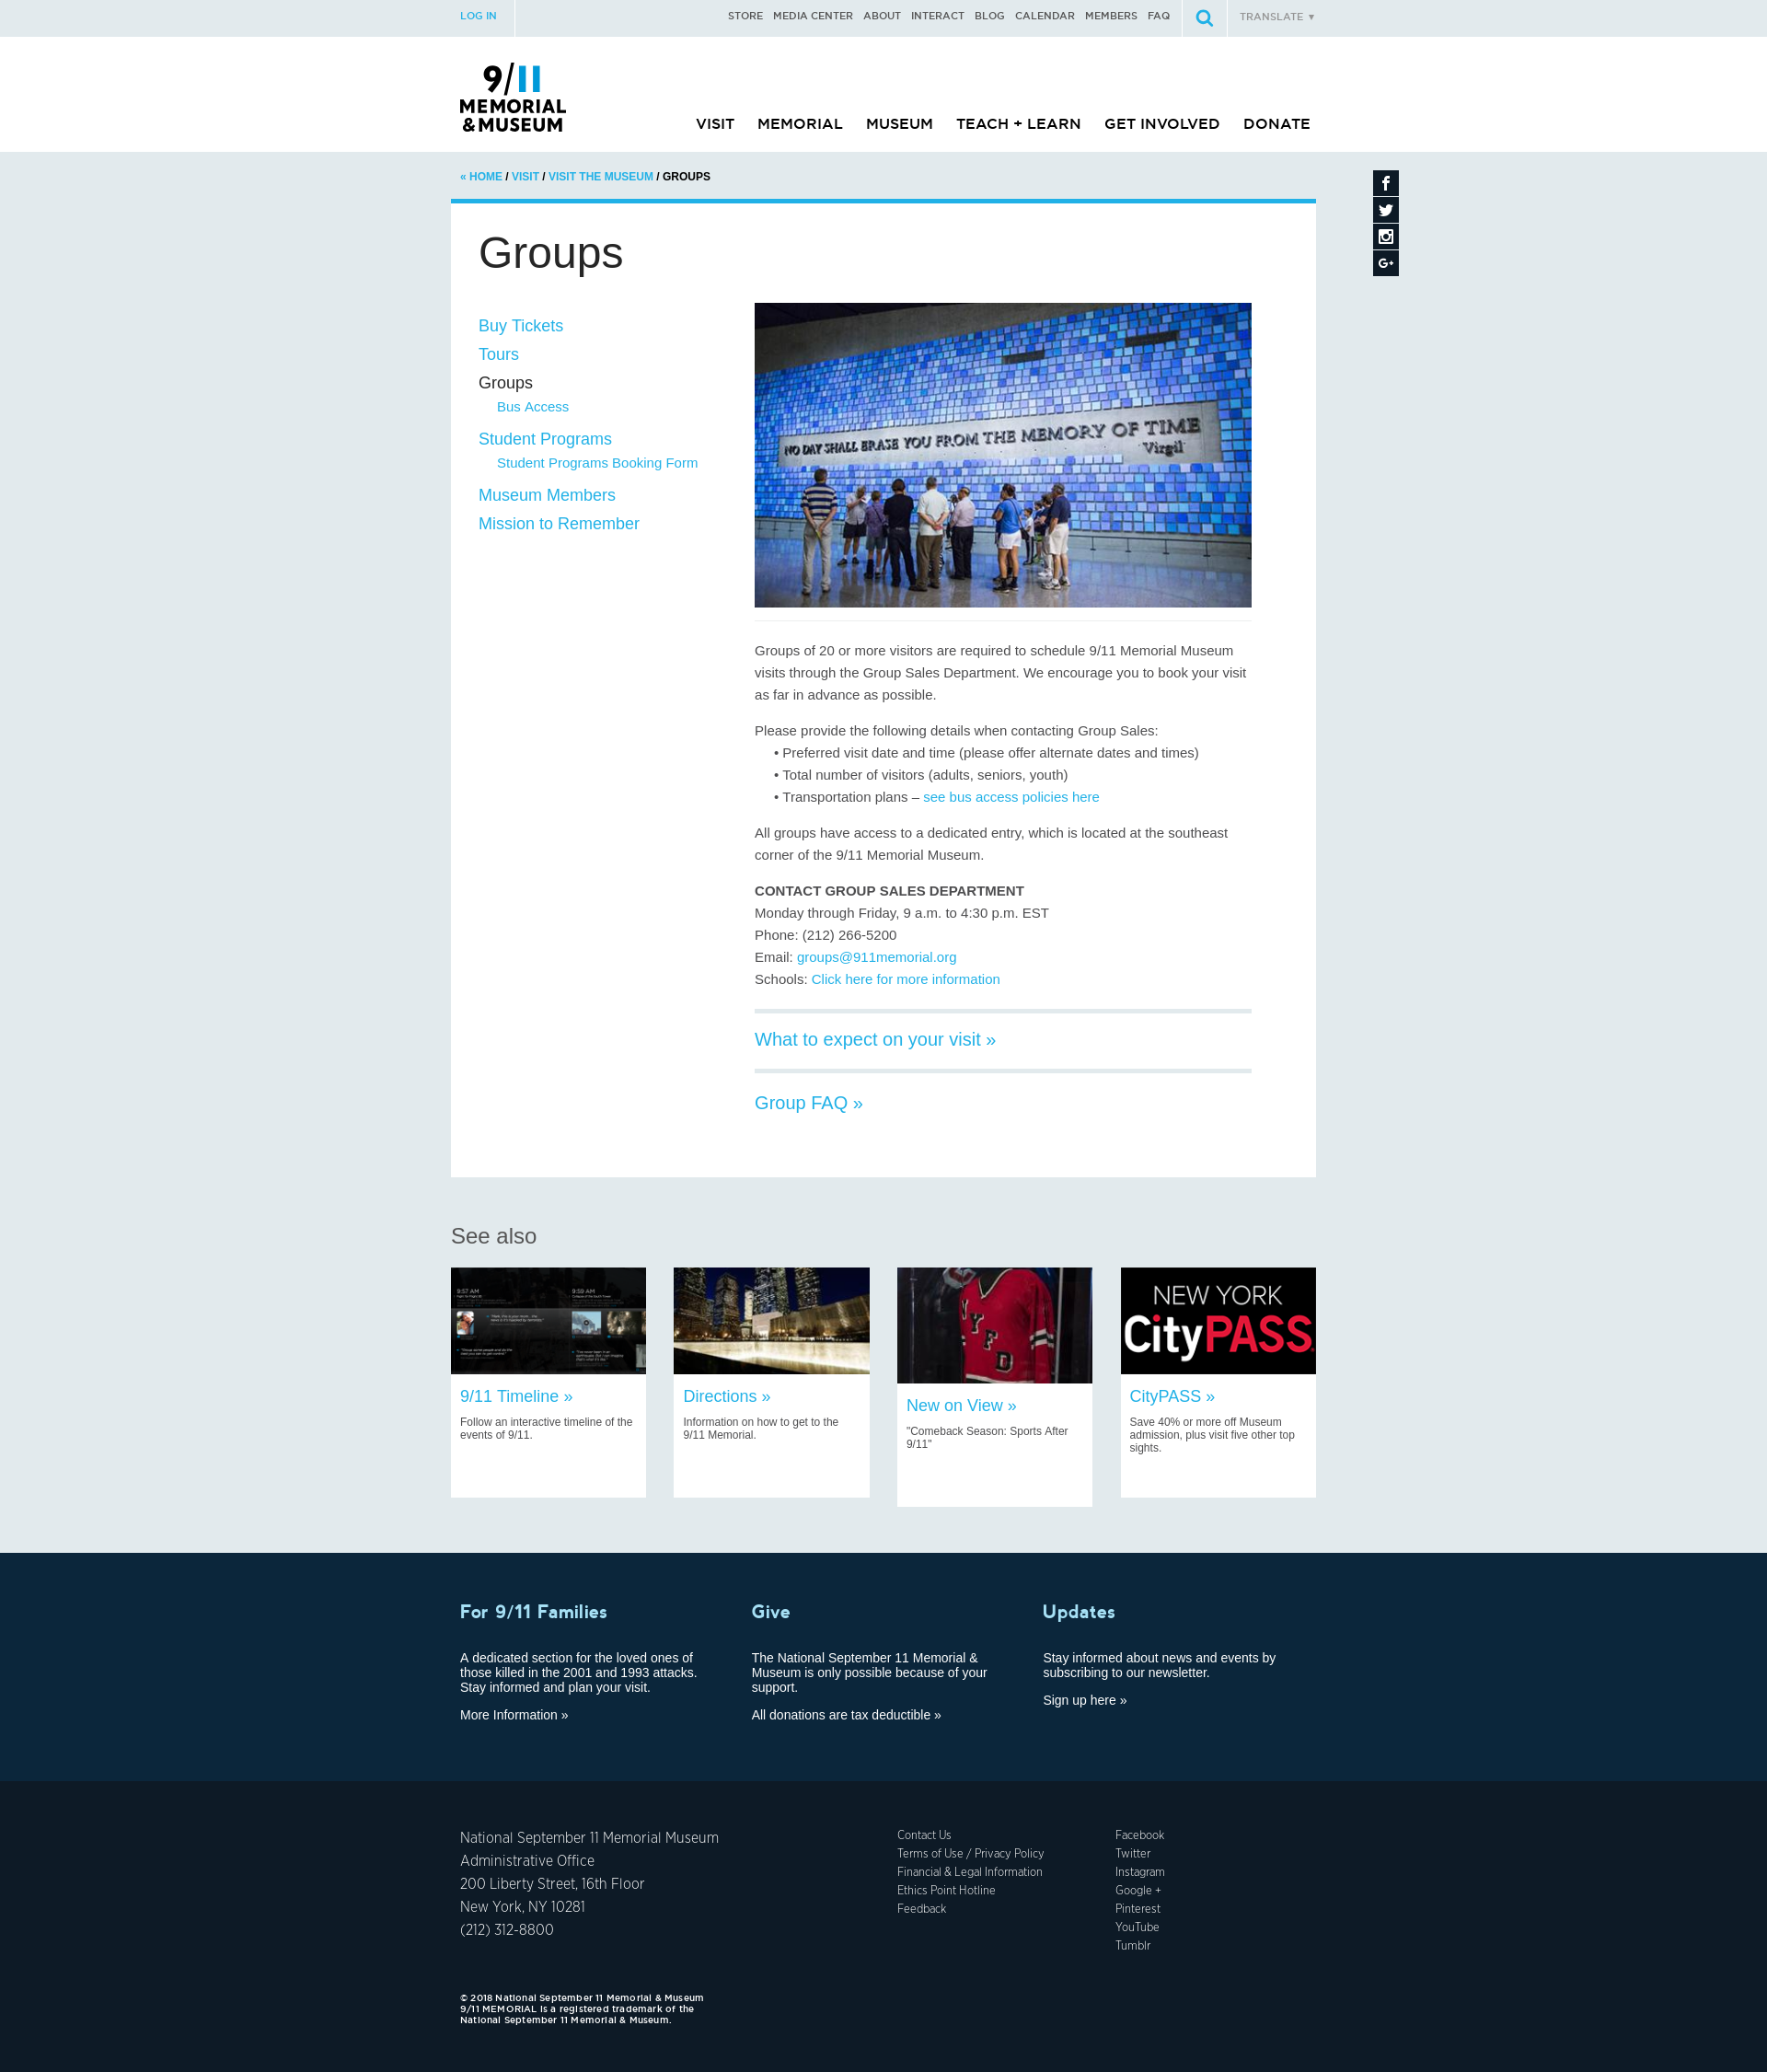 LOG IN
STORE MEDIA CENTER ABOUT INTERACT BLOG CALENDAR MEMBERS FAQ
TRANSLATE ▼
9/11
MEMORIAL
&MUSEUM
VISIT MEMORIAL MUSEUM TEACH + LEARN GET INVOLVED DONATE
« HOME / VISIT / VISIT THE MUSEUM / GROUPS
Groups
Buy Tickets
Tours
Groups
Bus Access
Student Programs
Student Programs Booking Form
Museum Members
Mission to Remember
NO DAY SHALL ERASE YOU FROM THE MEMORY OF TIME
Virgil
Groups of 20 or more visitors are required to schedule 9/11 Memorial Museum
visits through the Group Sales Department. We encourage you to book your visit
as far in advance as possible.
Please provide the following details when contacting Group Sales:
• Preferred visit date and time (please offer alternate dates and times)
• Total number of visitors (adults, seniors, youth)
• Transportation plans – see bus access policies here
All groups have access to a dedicated entry, which is located at the southeast
corner of the 9/11 Memorial Museum.
CONTACT GROUP SALES DEPARTMENT
Monday through Friday, 9 a.m. to 4:30 p.m. EST
Phone: (212) 266-5200
Email: groups@911memorial.org
Schools: Click here for more information
What to expect on your visit »
Group FAQ »
See also
9:57 AM
9:59 AM
NYFD
NEW YORK
CityPASS
9/11 Timeline »
Follow an interactive timeline of the
events of 9/11.
Directions »
Information on how to get to the
9/11 Memorial.
New on View »
"Comeback Season: Sports After
9/11"
CityPASS »
Save 40% or more off Museum
admission, plus visit five other top
sights.
For 9/11 Families
A dedicated section for the loved ones of
those killed in the 2001 and 1993 attacks.
Stay informed and plan your visit.
More Information »
Give
The National September 11 Memorial &
Museum is only possible because of your
support.
All donations are tax deductible »
Updates
Stay informed about news and events by
subscribing to our newsletter.
Sign up here »
National September 11 Memorial Museum
Administrative Office
200 Liberty Street, 16th Floor
New York, NY 10281
(212) 312-8800
Contact Us
Terms of Use / Privacy Policy
Financial & Legal Information
Ethics Point Hotline
Feedback
Facebook
Twitter
Instagram
Google +
Pinterest
YouTube
Tumblr
© 2018 National September 11 Memorial & Museum
9/11 MEMORIAL is a registered trademark of the
National September 11 Memorial & Museum.